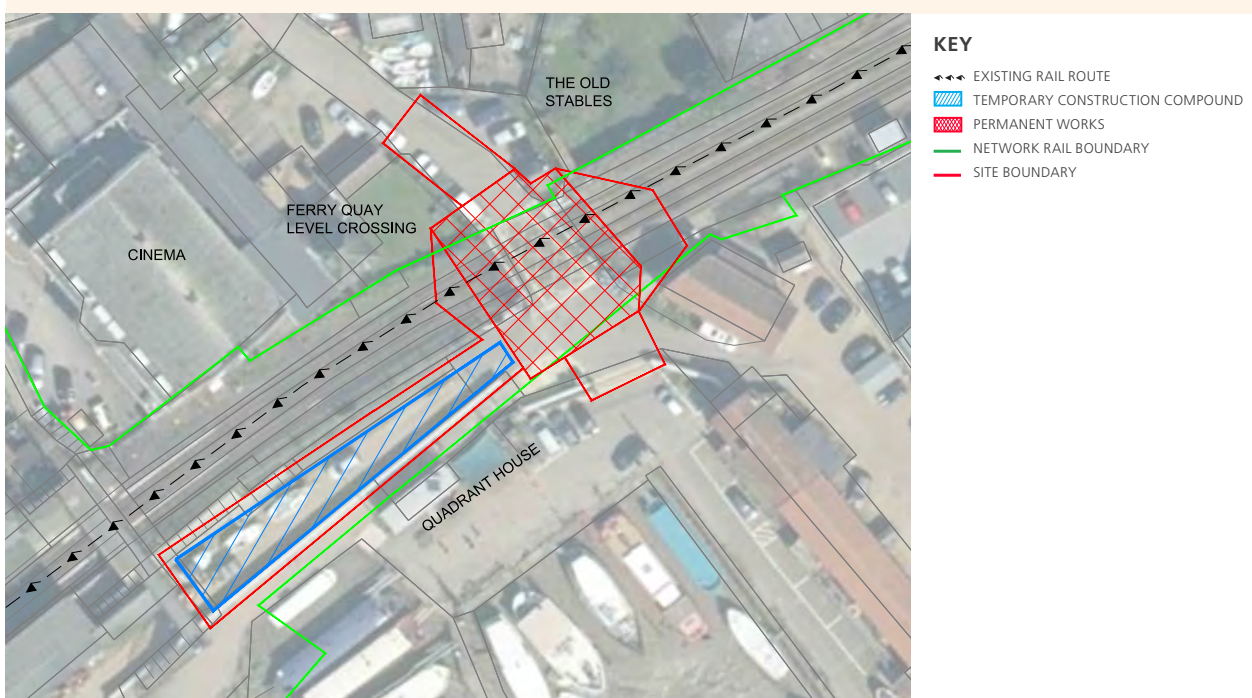 THE OLD
STABLES
FERRY QUAY
LEVEL CROSSING
CINEMA
QUADRANT HOUSE
KEY
EXISTING RAIL ROUTE
TEMPORARY CONSTRUCTION COMPOUND
PERMANENT WORKS
NETWORK RAIL BOUNDARY
SITE BOUNDARY